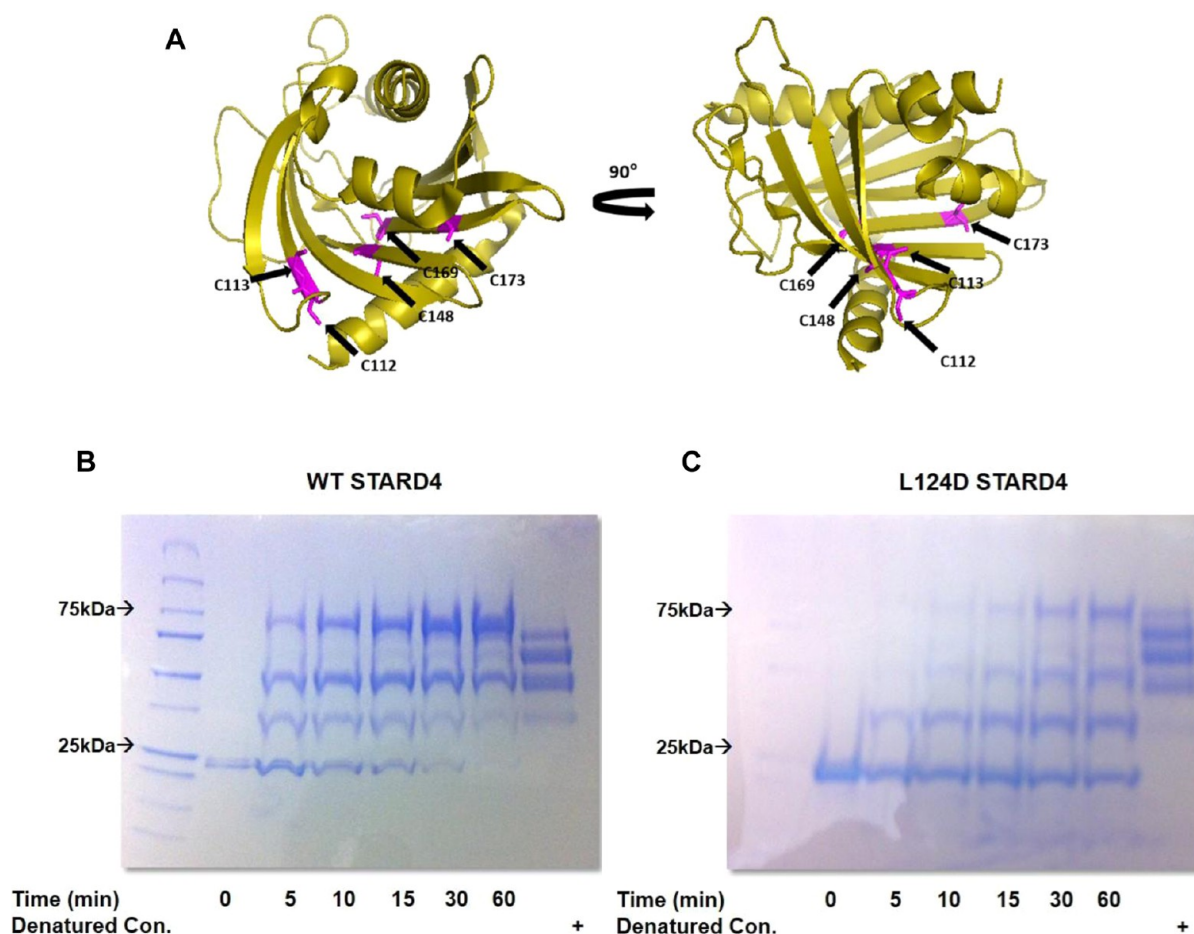 A
90°
C113
C112
C169
C148
C173
C169
C148
C173
C113
C112
B
WT STARD4
75kDa→
25kDa→
Time (min) 0 5 10 15 30 60
Denatured Con. +
C
L124D STARD4
75kDa→
25kDa→
Time (min) 0 5 10 15 30 60
Denatured Con. +